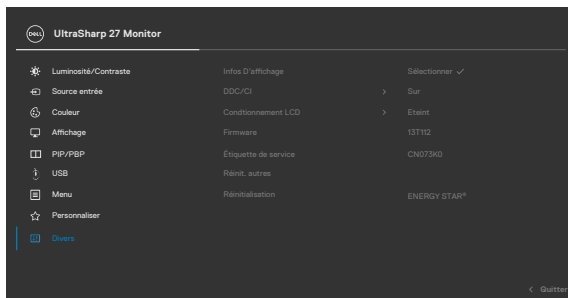 DELL UltraSharp 27 Monitor
Luminosité/Contraste Infos D'affichage Sélectionner ✓
Source entrée DDC/CI > Sur
Couleur Condtionnement LCD > Eteint
Affichage Firmware 13T112
PIP/PBP Étiquette de service CN073K0
USB Réinit. autres
Menu Réinitialisation ENERGY STAR®
Personnaliser
Divers
< Quitter